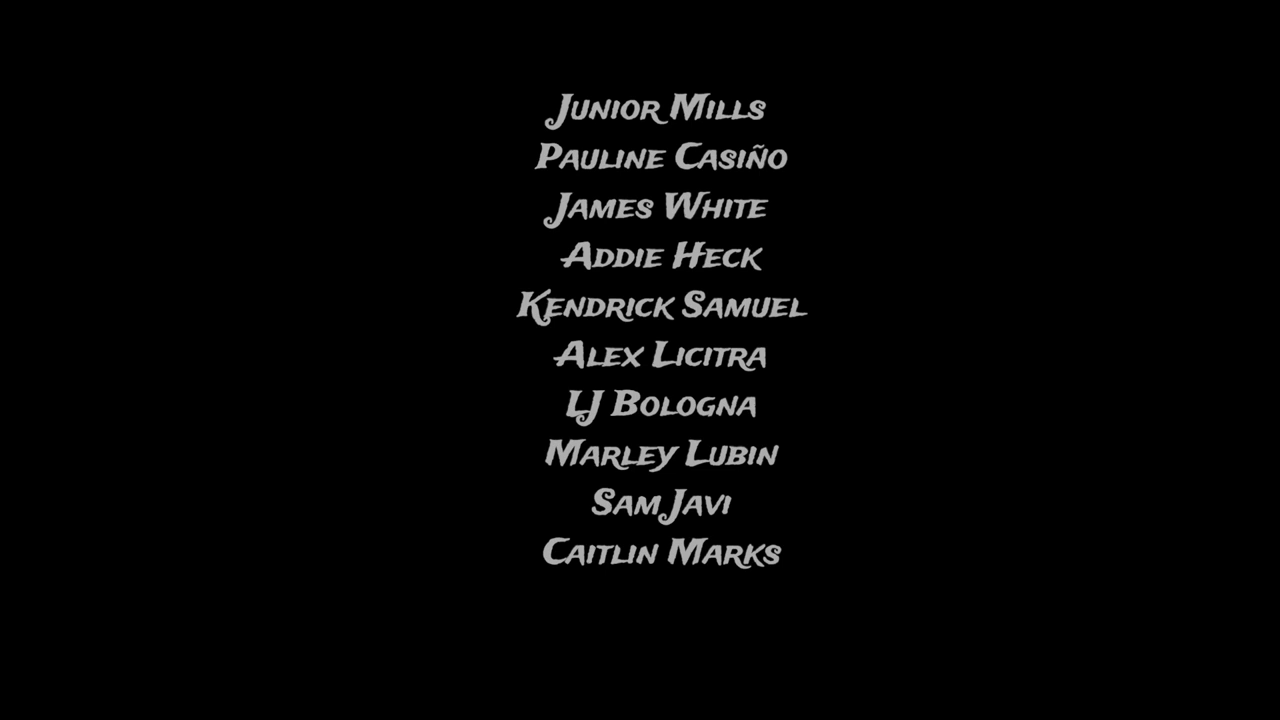 Junior Mills
Pauline Casiño
James White
Addie Heck
Kendrick Samuel
Alex Licitra
LJ Bologna
Marley Lubin
Sam Javi
Caitlin Marks